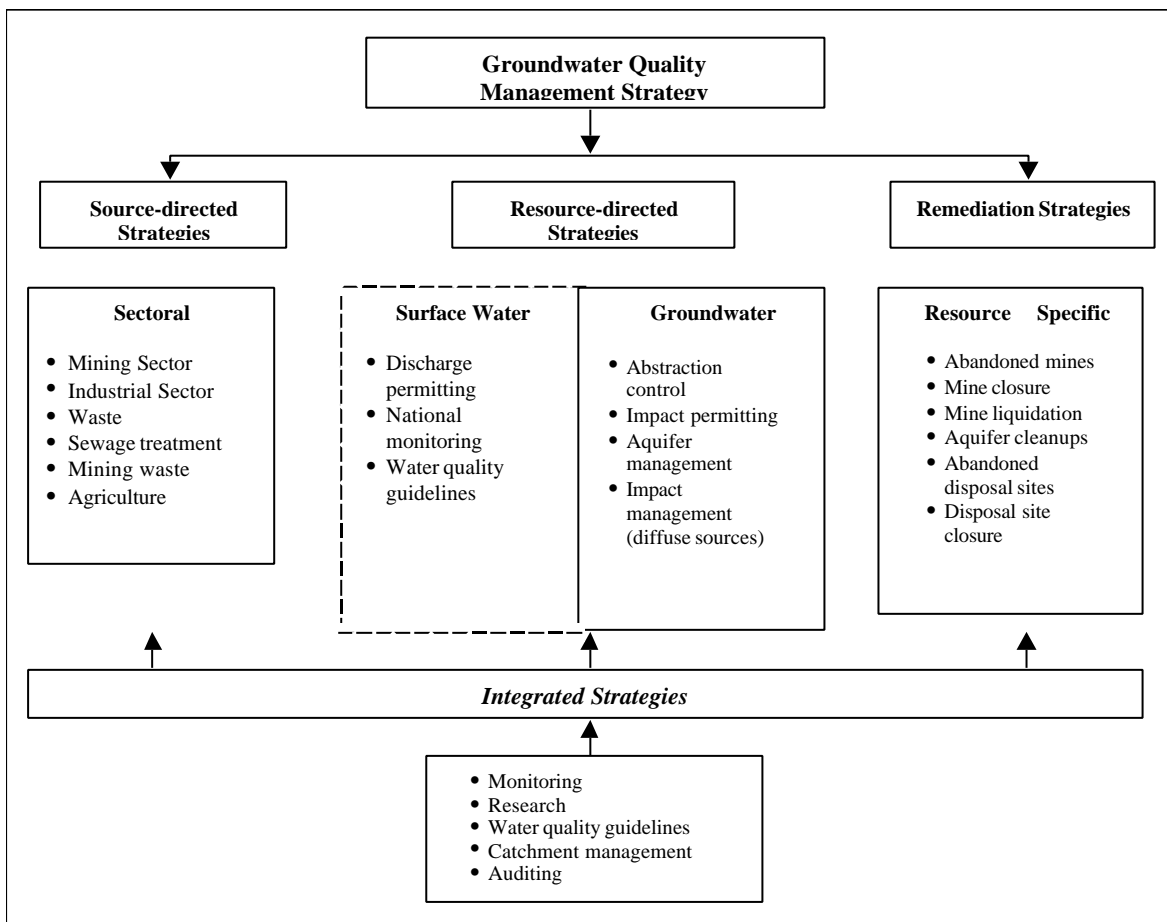 Groundwater Quality
Management Strategy
Source-directed
Strategies
Resource-directed
Strategies
Remediation Strategies
Sectoral
• Mining Sector
• Industrial Sector
• Waste
• Sewage treatment
• Mining waste
• Agriculture
Surface Water
• Discharge
permitting
• National
monitoring
• Water quality
guidelines
Groundwater
• Abstraction
control
• Impact permitting
• Aquifer
management
• Impact
management
(diffuse sources)
Resource Specific
• Abandoned mines
• Mine closure
• Mine liquidation
• Aquifer cleanups
• Abandoned
disposal sites
• Disposal site
closure
Integrated Strategies
• Monitoring
• Research
• Water quality guidelines
• Catchment management
• Auditing